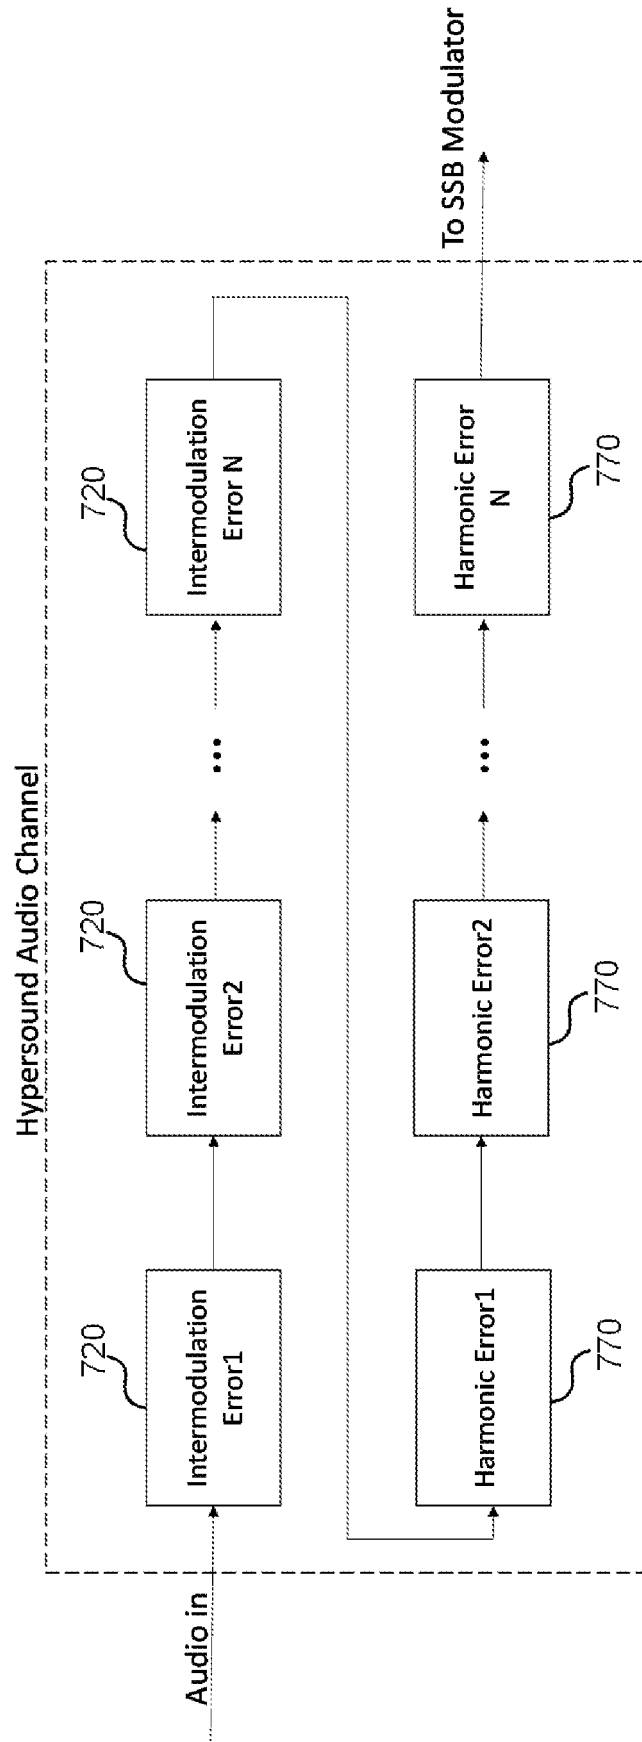 Hypersound Audio Channel
Audio in
720
Intermodulation
Error1
720
Intermodulation
Error2
...
720
Intermodulation
Error N
Harmonic Error1
770
Harmonic Error2
770
...
Harmonic Error
N
770
To SSB Modulator